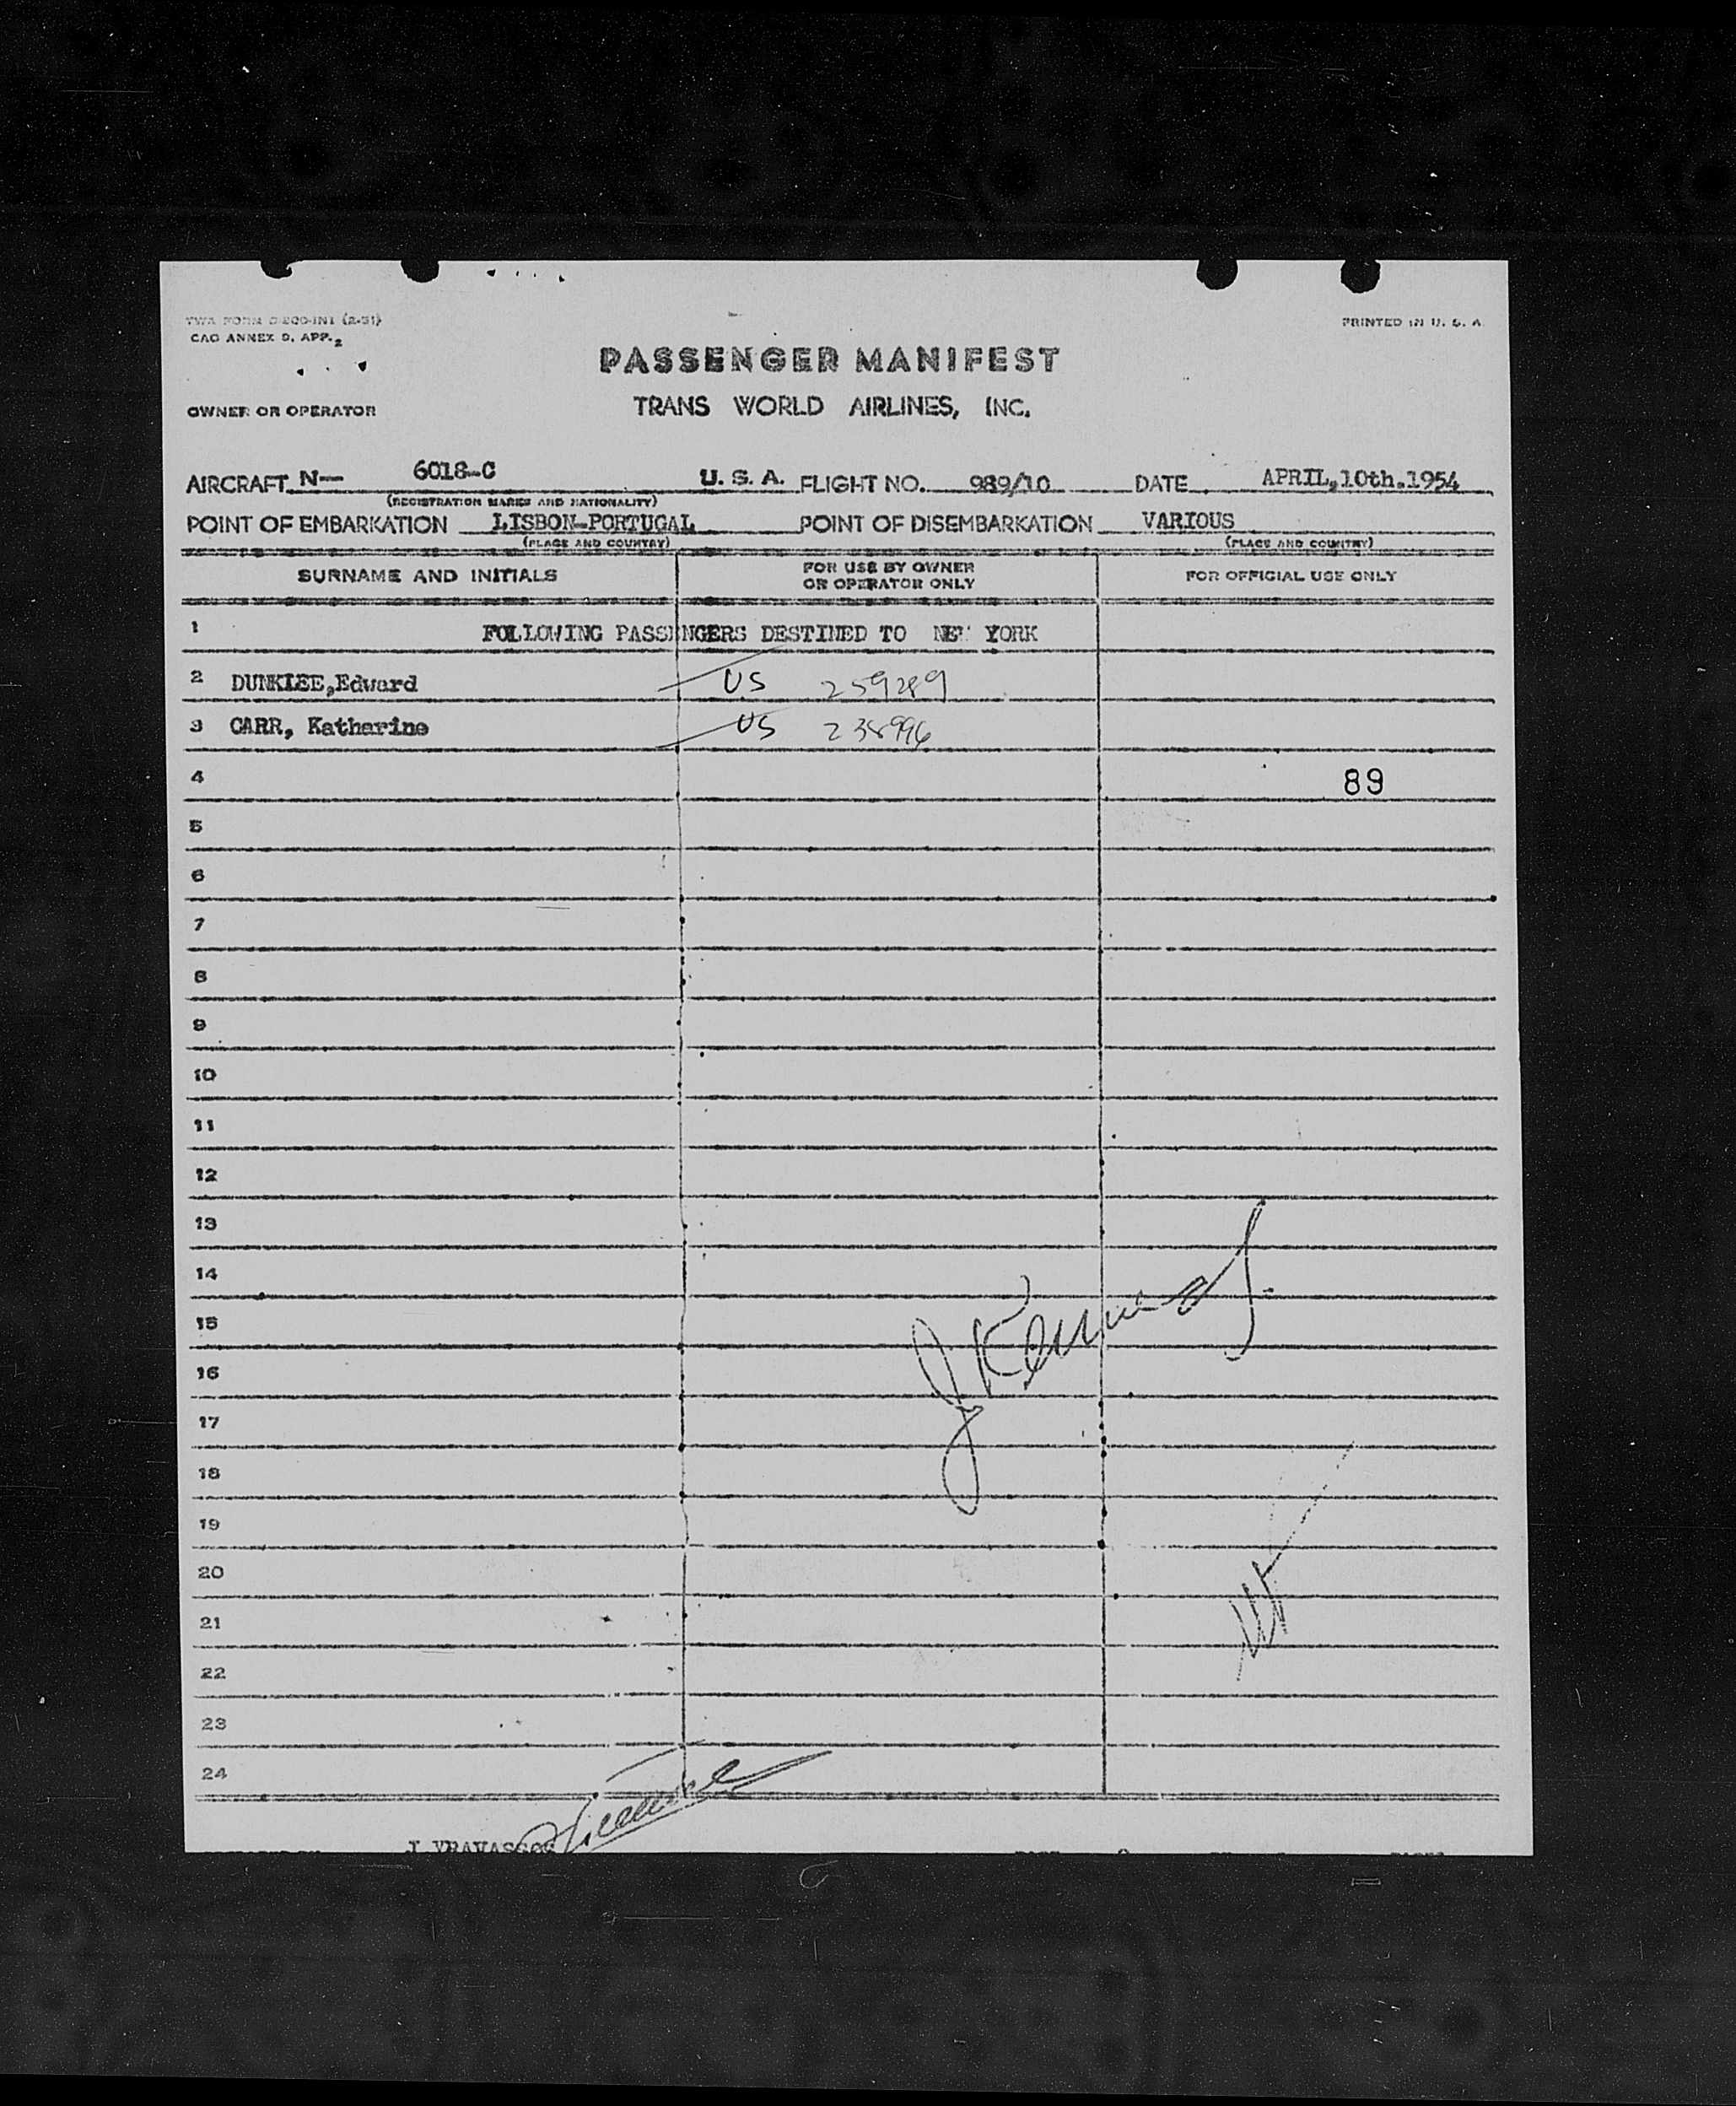 TWA FORM (2-51)
PRINTED IN U. S. A.
CAO ANNEX 9, APP. 2
PASSENGER MANIFEST
OWNER OR OPERATOR
TRANS WORLD AIRLINES, INC.
AIRCRAFT N— 6018-C U. S. A. FLIGHT NO. 989/10 DATE APRIL,10th.1954
(REGISTRATION MARKS AND NATIONALITY)
POINT OF EMBARKATION LISBON-PORTUGAL POINT OF DISEMBARKATION VARIOUS
(PLACE AND COUNTRY) (PLACE AND COUNTRY)
SURNAME AND INITIALS FOR USE BY OWNER OR OPERATOR ONLY FOR OFFICIAL USE ONLY
1 FOLLOWING PASSENGERS DESTINED TO NEW YORK
2 DUNKLEE,Edward US 259289
3 CARR, Katharine US
4 89
5
6
7
8
9
10
11
12
13
14
15
16
17
18
19
20
21
22
23
24